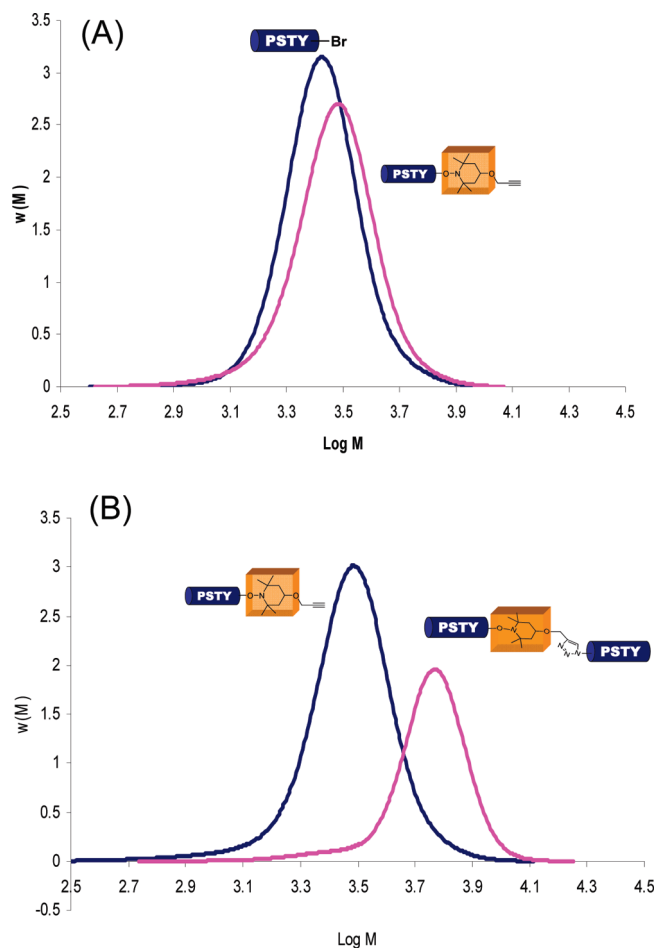 (A)
PSTY Br
3.5
3
2.5
2
1.5
1
0.5
0
w (M)
PSTY O N O
2.5 2.7 2.9 3.1 3.3 3.5 3.7 3.9 4.1 4.3 4.5
Log M
(B)
3.5
3
2.5
2
1.5
1
0.5
0
-0.5
w (M)
PSTY O N O
PSTY O N O
N N N PSTY
2.5 2.7 2.9 3.1 3.3 3.5 3.7 3.9 4.1 4.3 4.5
Log M